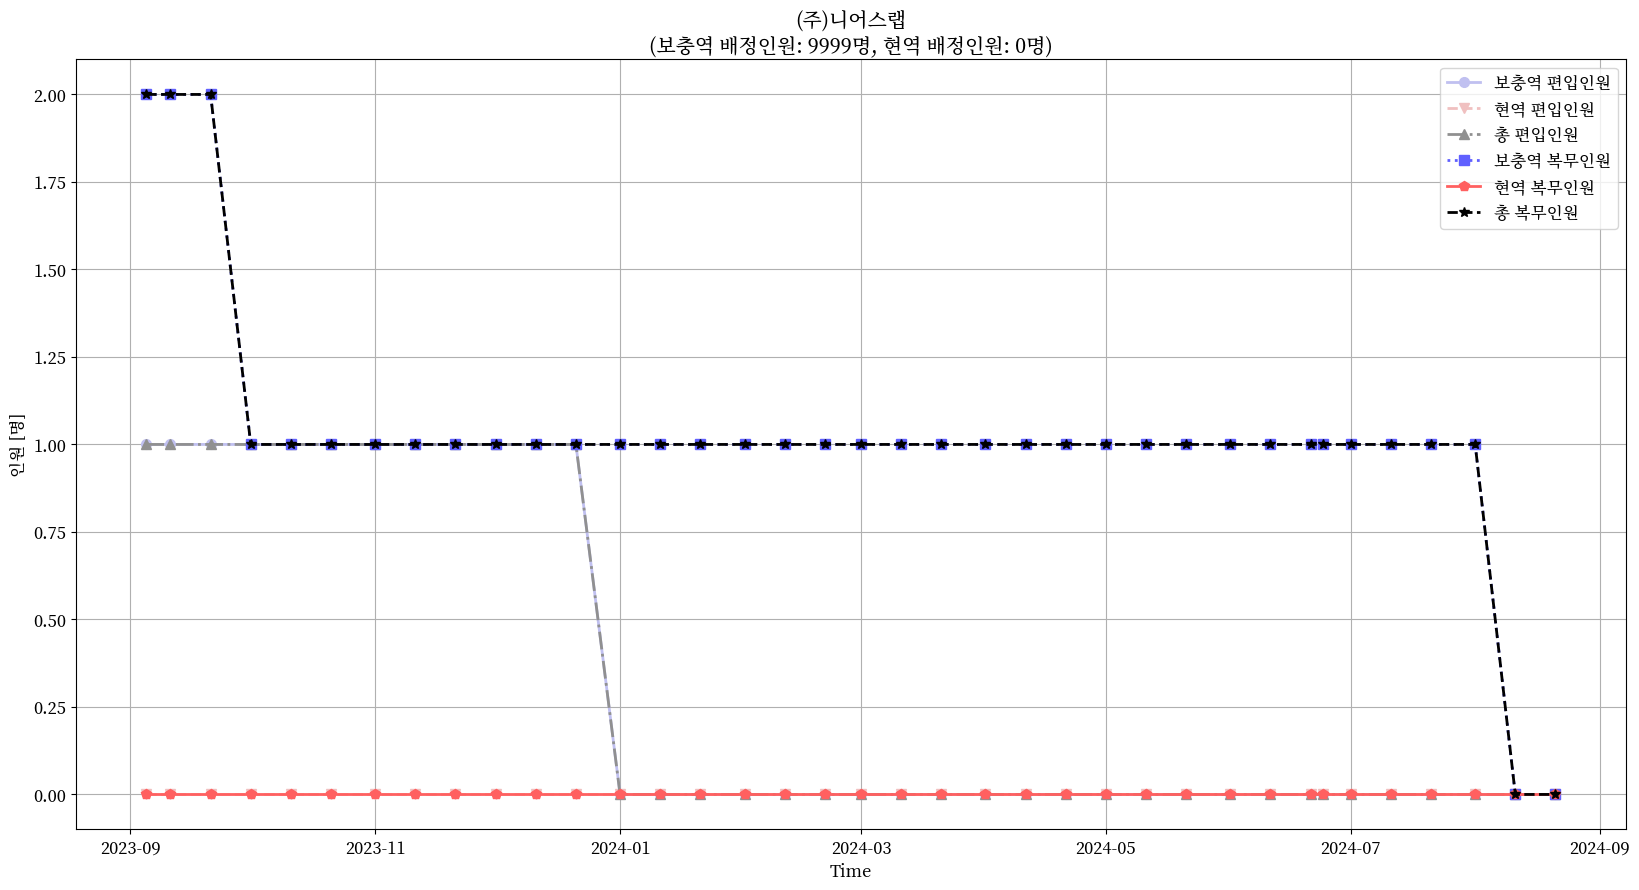 (주)니어스랩
(보충역 배정인원: 9999명, 현역 배정인원: 0명)
보충역 편입인원
현역 편입인원
총 편입인원
보충역 복무인원
현역 복무인원
총 복무인원
인원 [명]
2.00
1.75
1.50
1.25
1.00
0.75
0.50
0.25
0.00
2023-09
2023-11
2024-01
2024-03
2024-05
2024-07
2024-09
Time